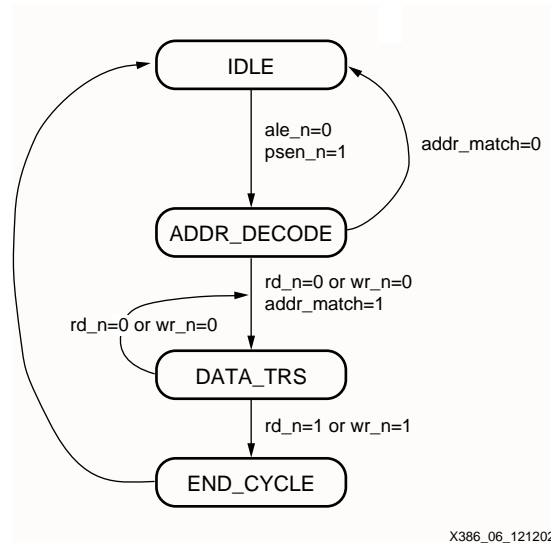 IDLE
ale_n=0
psen_n=1
addr_match=0
ADDR_DECODE
rd_n=0 or wr_n=0
addr_match=1
rd_n=0 or wr_n=0
DATA_TRS
rd_n=1 or wr_n=1
END_CYCLE
X386_06_121202